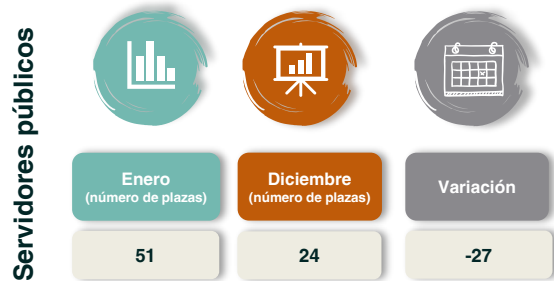 Servidores públicos
Enero
(número de plazas)
Diciembre
(número de plazas)
Variación
51
24
-27